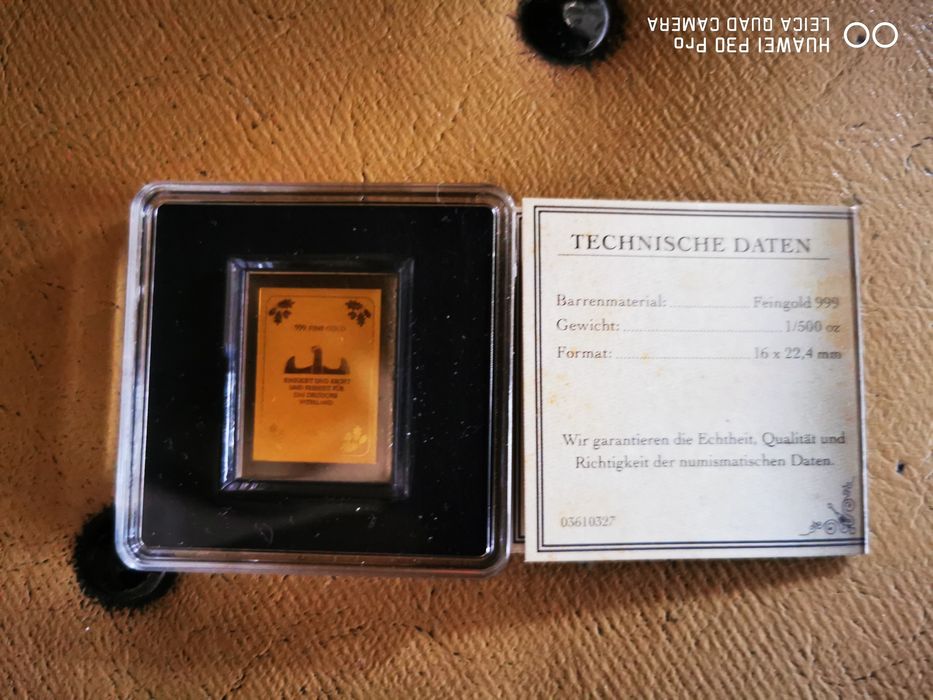 HUAWEI P30 Pro
LEICA QUAD CAMERA
999 FINE GOLD
EINIGKEIT UND RECHT
UND FREIHEIT FÜR
DAS DEUTSCHE
VATERLAND
TECHNISCHE DATEN
Barrenmaterial: Feingold 999
Gewicht: 1/500 oz
Format: 16 x 22,4 mm
Wir garantieren die Echtheit, Qualität und
Richtigkeit der numismatischen Daten.
03610327